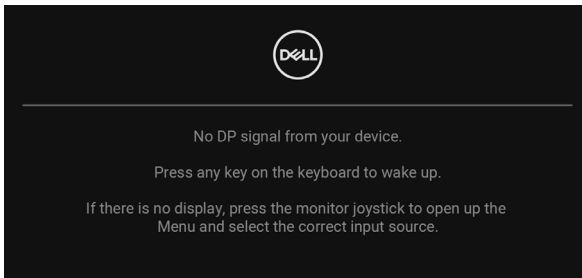 DELL
No DP signal from your device.
Press any key on the keyboard to wake up.
If there is no display, press the monitor joystick to open up the
Menu and select the correct input source.